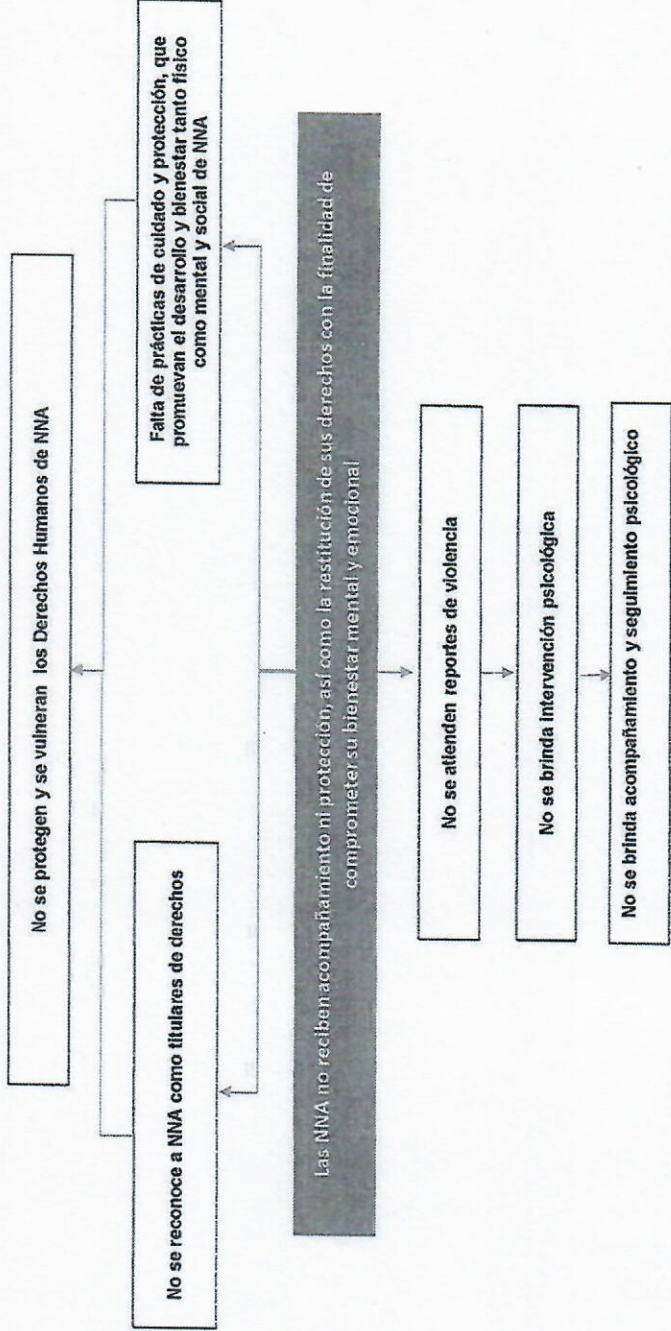 No se protegen y se vulneran los Derechos Humanos de NNA
No se reconoce a NNA como titulares de derechos
Falta de prácticas de cuidado y protección, que
promuevan el desarrollo y bienestar tanto físico
como mental y social de NNA
Las NNA no reciben acompañamiento ni protección, así como la restitución de sus derechos con la finalidad de
comprometer su bienestar mental y emocional
No se atienden reportes de violencia
No se brinda intervención psicológica
No se brinda acompañamiento y seguimiento psicológico